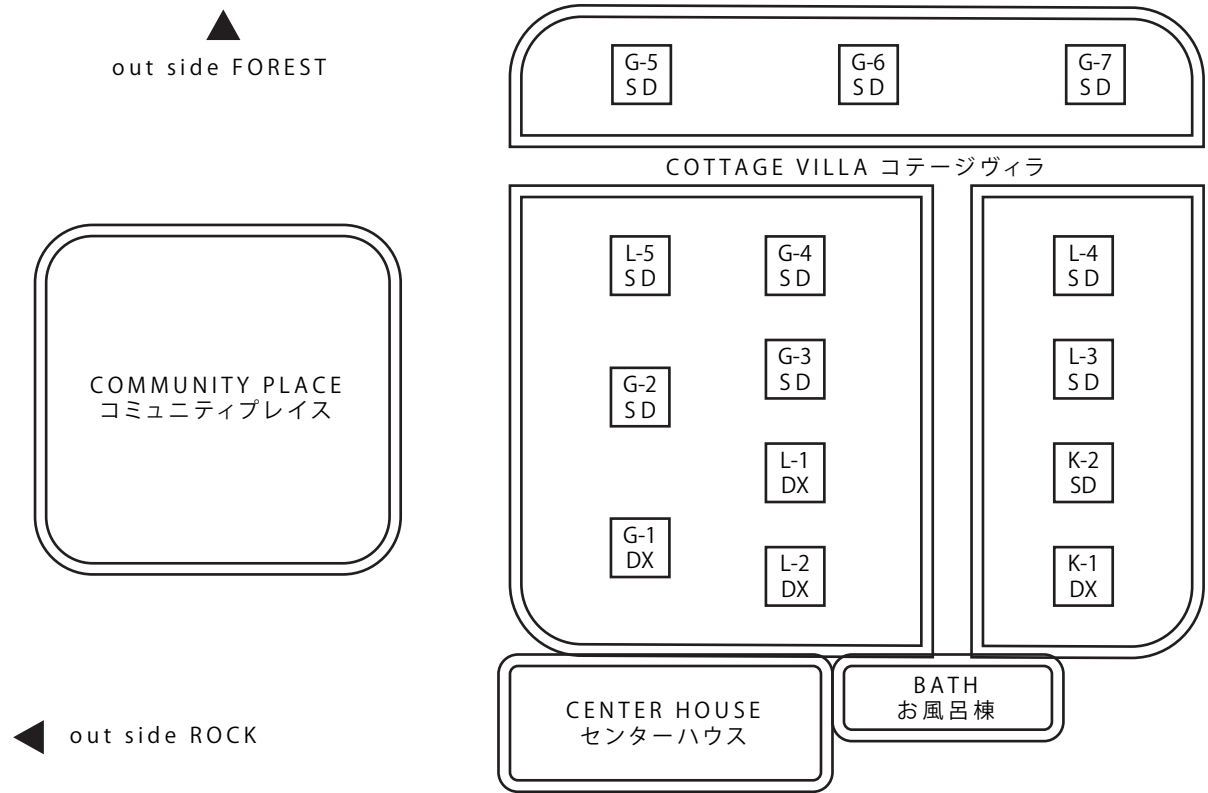 out side FOREST
G-5
SD
G-6
SD
G-7
SD
COTTAGE VILLA コテージヴィラ
L-5
SD
G-4
SD
L-4
SD
G-3
SD
L-3
SD
COMMUNITY PLACE
コミュニティプレイス
G-2
SD
L-1
DX
K-2
SD
G-1
DX
L-2
DX
K-1
DX
CENTER HOUSE
センターハウス
BATH
お風呂棟
out side ROCK